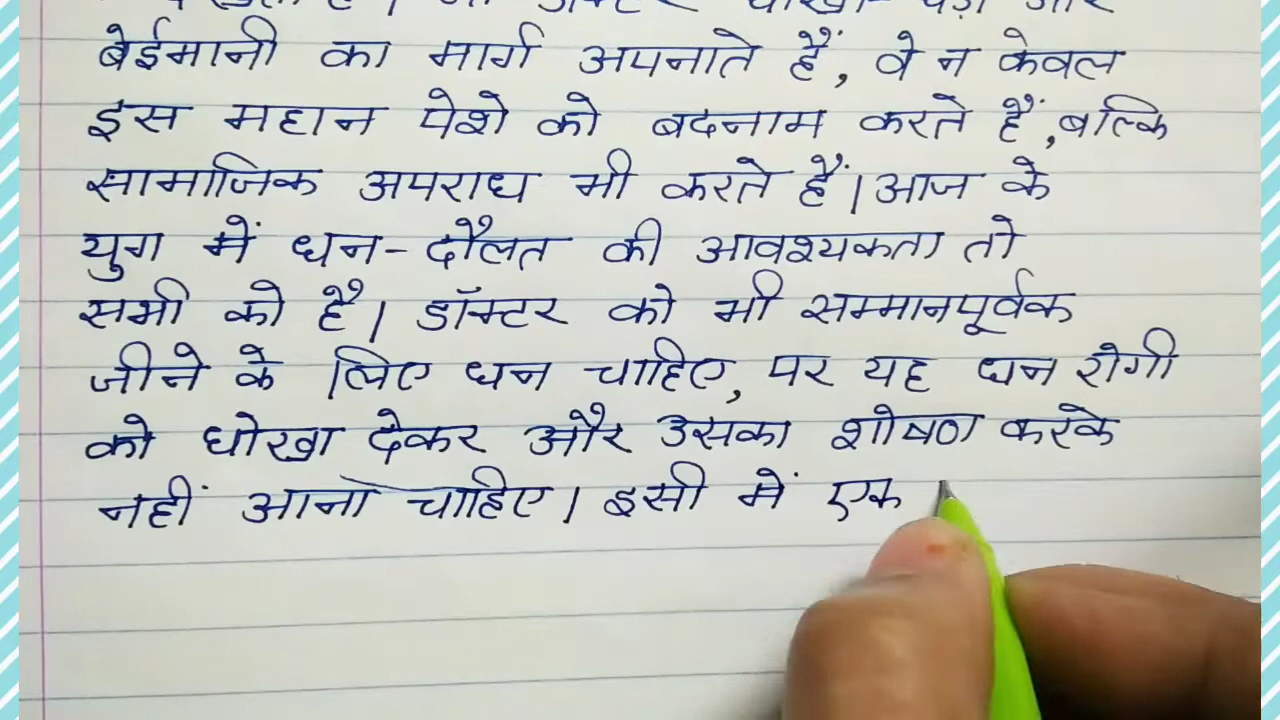 बेईमानी का मार्ग अपनाते हैं, वे न केवल
इस महान पेशे को बदनाम करते हैं, बल्कि
सामाजिक अपराध भी करते हैं। आज के
युग में धन-दौलत की आवश्यकता तो
सभी को है। डॉक्टर को भी सम्मानपूर्वक
जीने के लिए धन चाहिए, पर यह धन रोगी
को धोखा देकर और उसका शोषण करके
नहीं आना चाहिए। इसी में एक